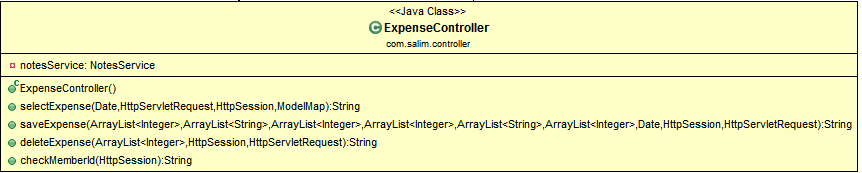 <<Java Class>>
ExpenseController
com.salim.controller
notesService: NotesService
ExpenseController()
selectExpense(Date,HttpServletRequest,HttpSession,ModelMap):String
saveExpense(ArrayList<Integer>,ArrayList<String>,ArrayList<Integer>,ArrayList<Integer>,ArrayList<String>,ArrayList<Integer>,Date,HttpSession,HttpServletRequest):String
deleteExpense(ArrayList<Integer>,HttpSession,HttpServletRequest):String
checkMemberId(HttpSession):String